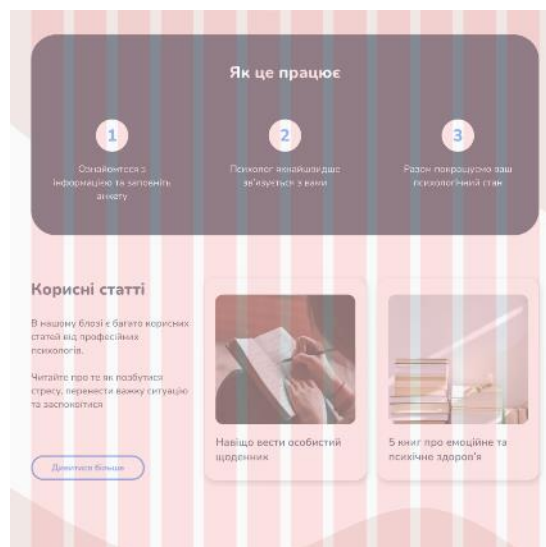 Як це працює
1
Ознайомтеся з
інформацією та заповніть
анкету
2
Психолог якнайшвидше
зв'язується з вами
3
Разом покращуємо ваш
психологічний стан
Корисні статті
В нашому блозі є багато корисних
статей від професійних
психологів.
Читайте про те як позбутися
стресу, перенести важку ситуацію
та заспокоїтися
Дивитися більше
Навіщо вести особистий
щоденник
5 книг про емоційне та
психічне здоров'я